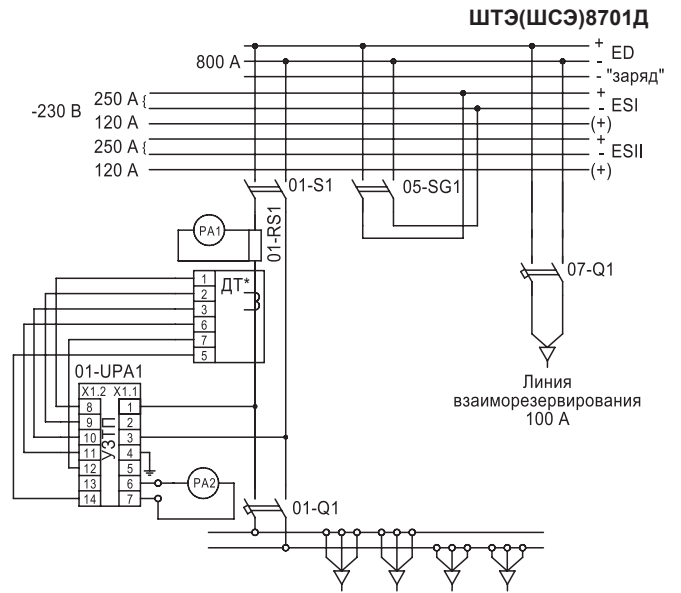 ШТЭ(ШСЭ)8701Д
+
800 А
- ED
- "заряд"
250 А {
+
-230 В
- ESI
120 А
(+)
250 А {
+
- ESII
120 А
(+)
01-S1
05-SG1
PA1
01-RS1
07-Q1
1
ДТ*
2
3
6
7
5
01-UPA1
X1.2 X1.1
УЗТП
8 1
9 2
10 3
11 4
12 5
13 6
14 7
PA2
Линия
взаиморезервирования
100 А
01-Q1